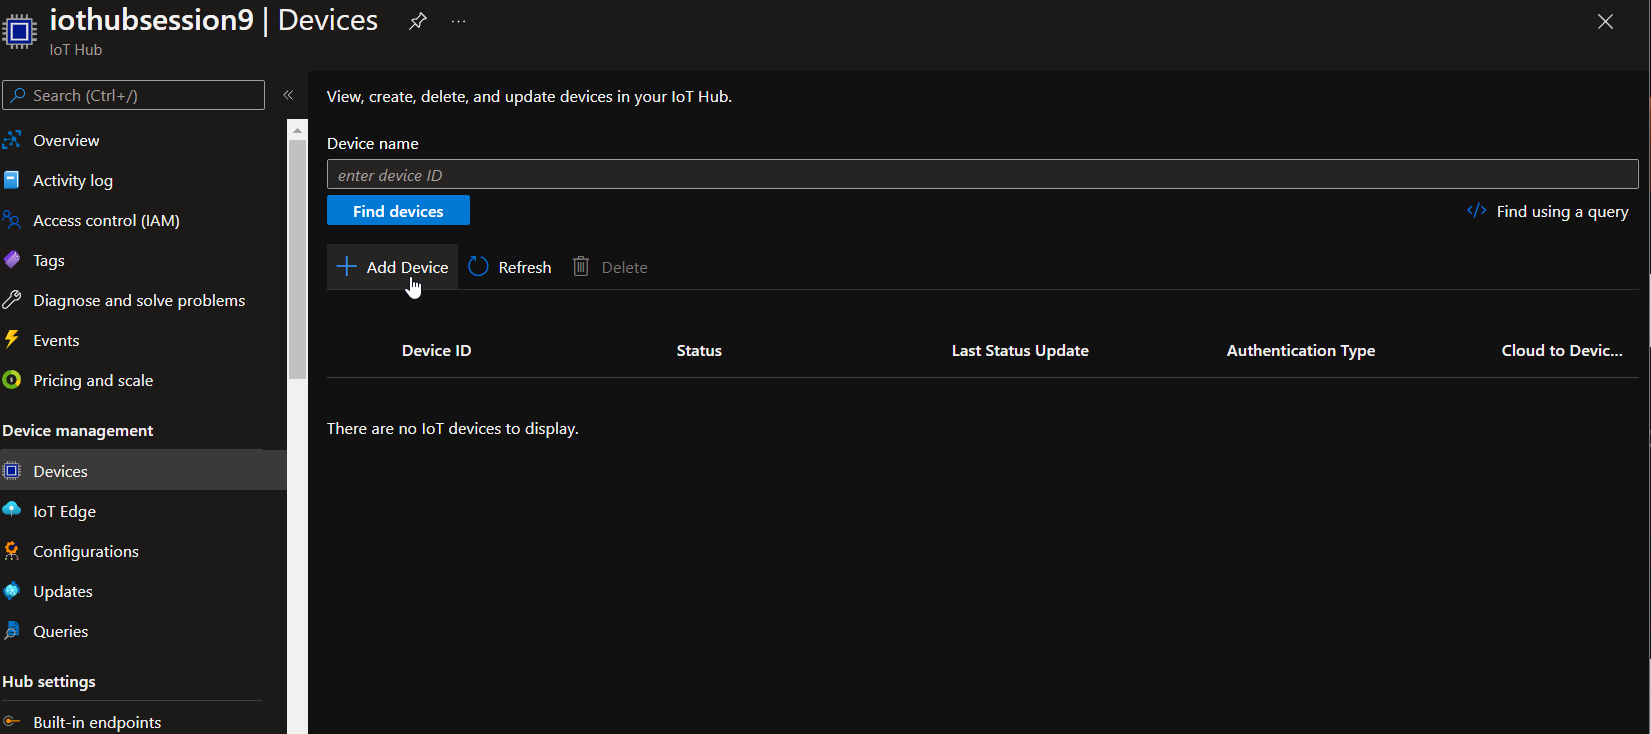 iothubsession9 | Devices
IoT Hub
Search (Ctrl+/)
Overview
Activity log
Access control (IAM)
Tags
Diagnose and solve problems
Events
Pricing and scale
Device management
Devices
IoT Edge
Configurations
Updates
Queries
Hub settings
Built-in endpoints
View, create, delete, and update devices in your IoT Hub.
Device name
enter device ID
Find devices
Find using a query
Add Device Refresh Delete
Device ID Status Last Status Update Authentication Type Cloud to Devic...
There are no IoT devices to display.